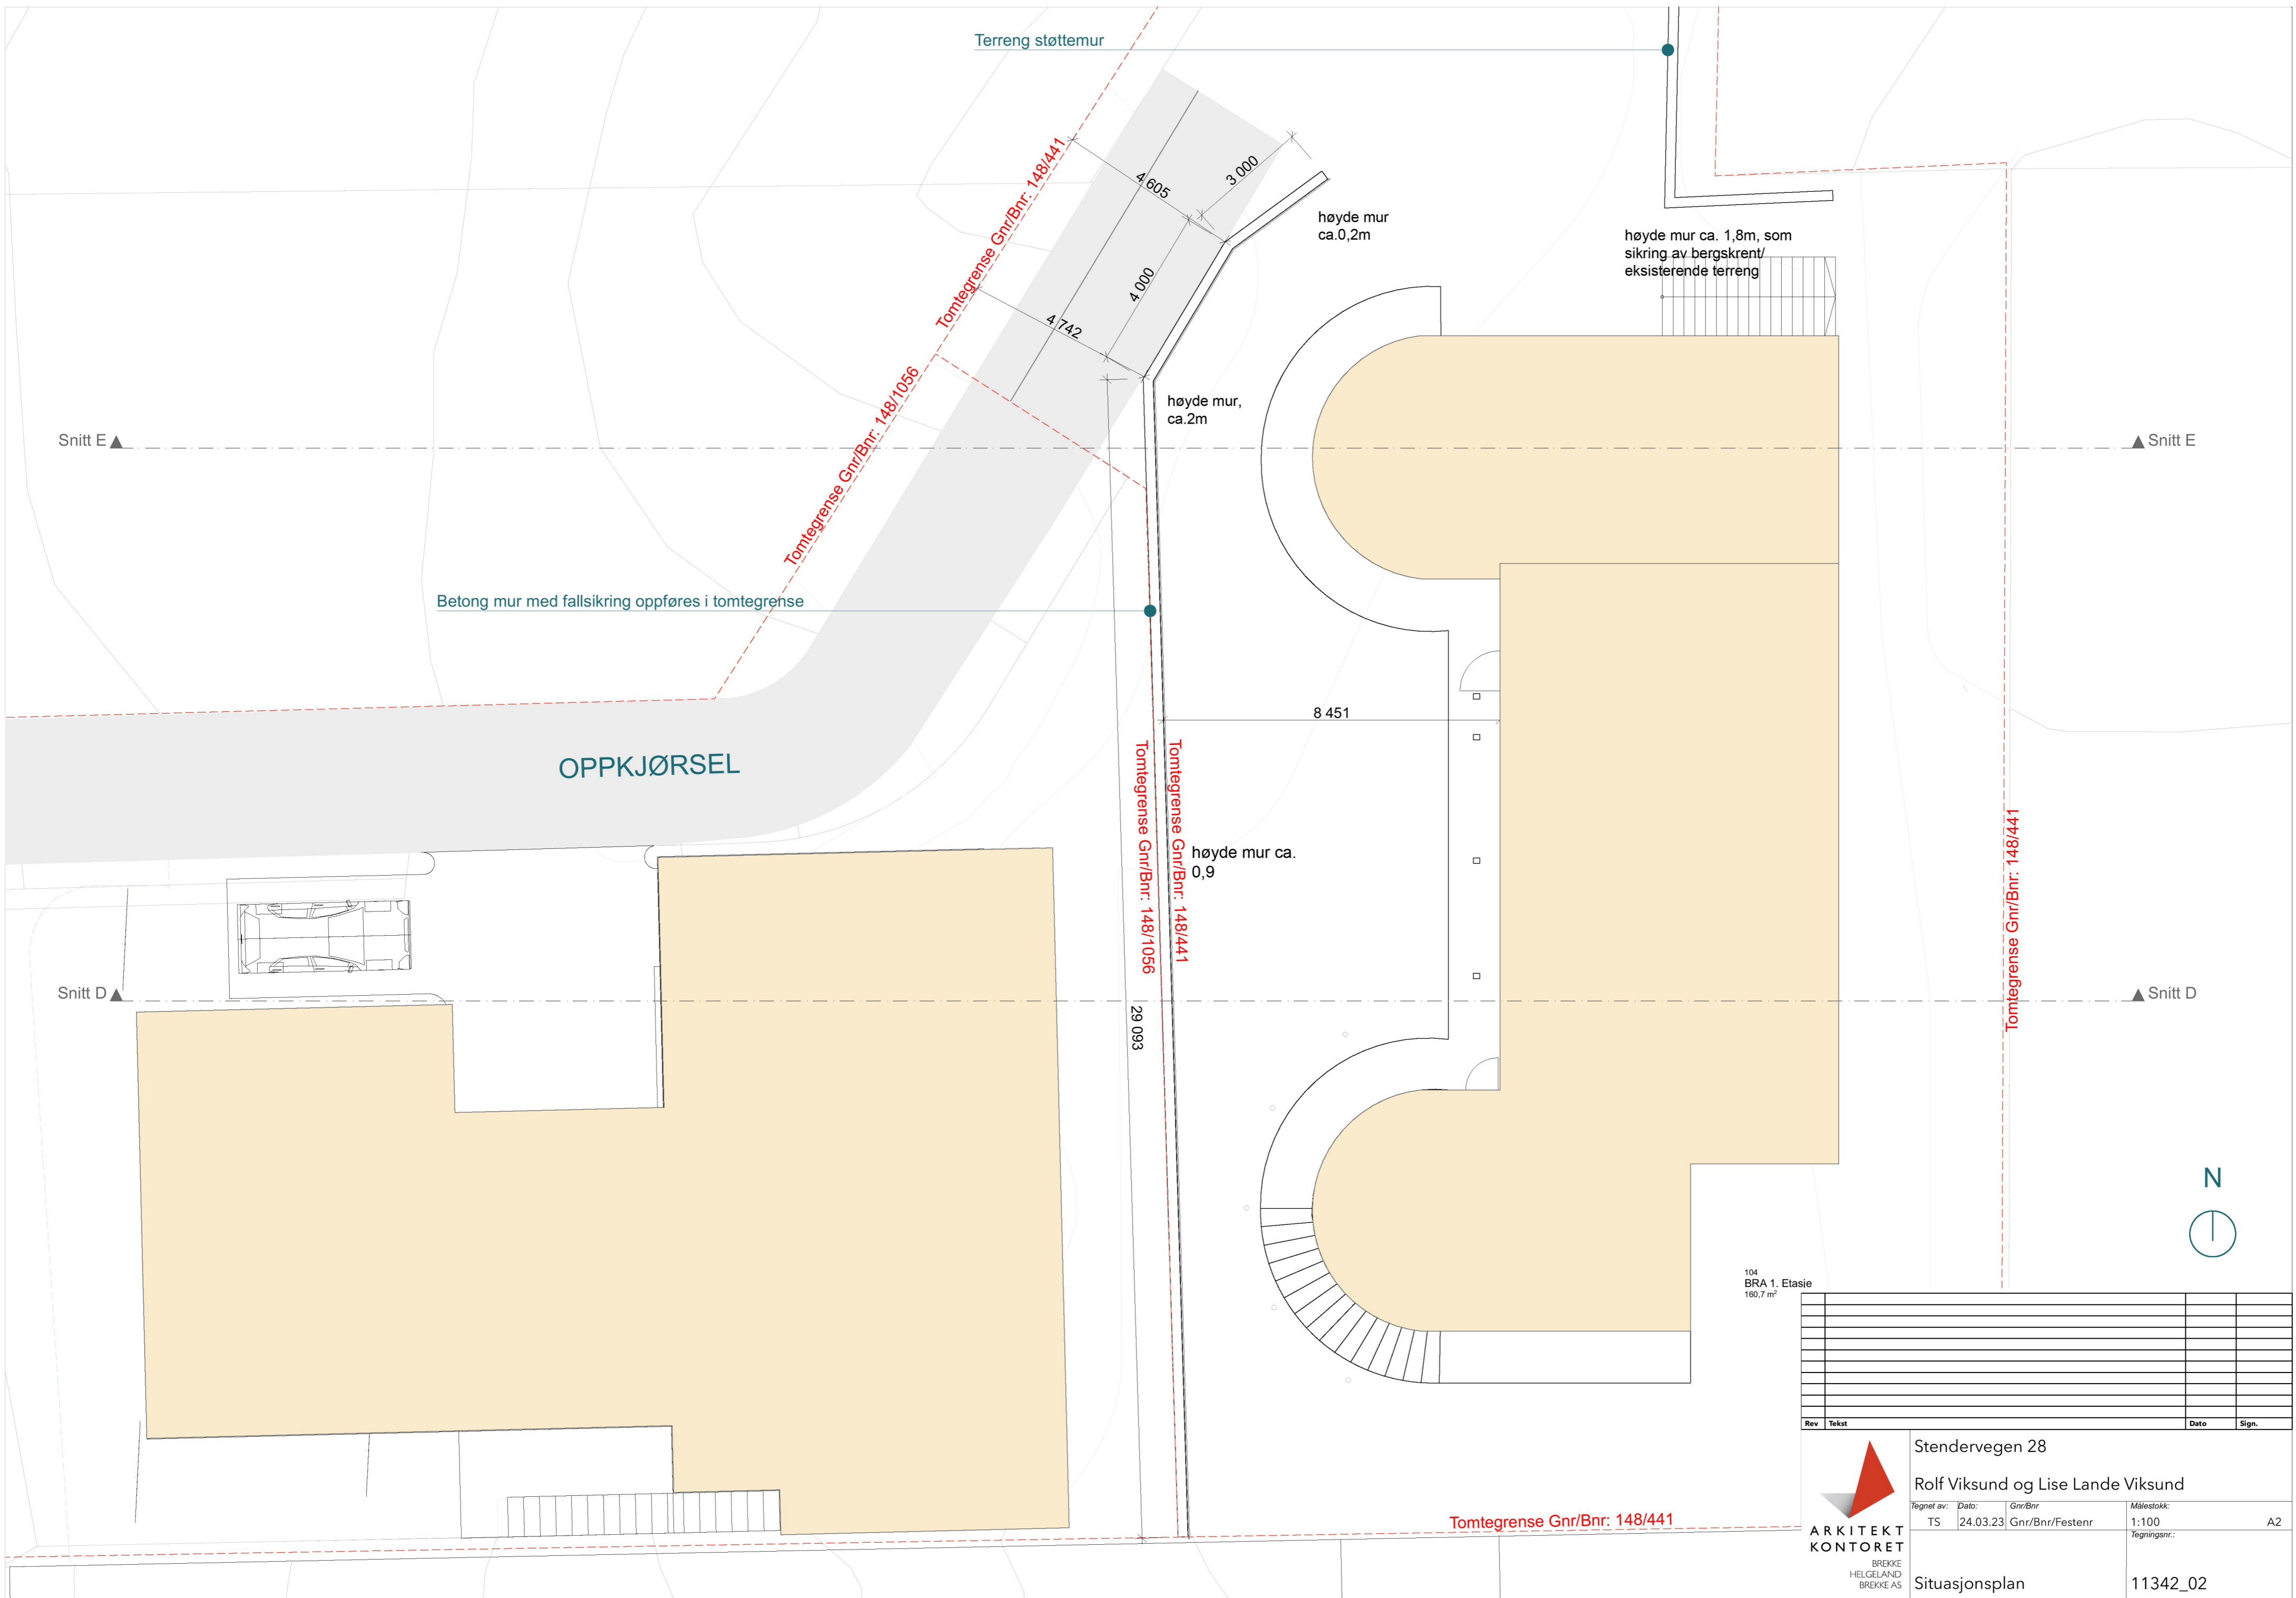 Terreng støttemur
Tomtegrense Gnr/Bnr: 148/441
4 605
3 000
høyde mur
ca.0,2m
høyde mur ca. 1,8m, som
sikring av bergskrent/
eksisterende terreng
4 000
4 742
Tomtegrense Gnr/Bnr: 148/1056
høyde mur,
ca.2m
Snitt E
Snitt E
Betong mur med fallsikring oppføres i tomtegrense
8 451
OPPKJØRSEL
Tomtegrense Gnr/Bnr: 148/1056
Tomtegrense Gnr/Bnr: 148/441
høyde mur ca.
0,9
Tomtegrense Gnr/Bnr: 148/441
Snitt D
Snitt D
29 093
N
104
BRA 1. Etasje
160,7 m²
Rev Tekst Dato Sign.
Stendervegen 28
Rolf Viksund og Lise Lande Viksund
Tegnet av: Dato: Gnr/Bnr Målestokk:
TS 24.03.23 Gnr/Bnr/Festenr 1:100 A2
Tegningsnr.:
ARKITEKT
KONTORET
BREKKE
HELGELAND
BREKKE AS
Situasjonsplan 11342_02
Tomtegrense Gnr/Bnr: 148/441